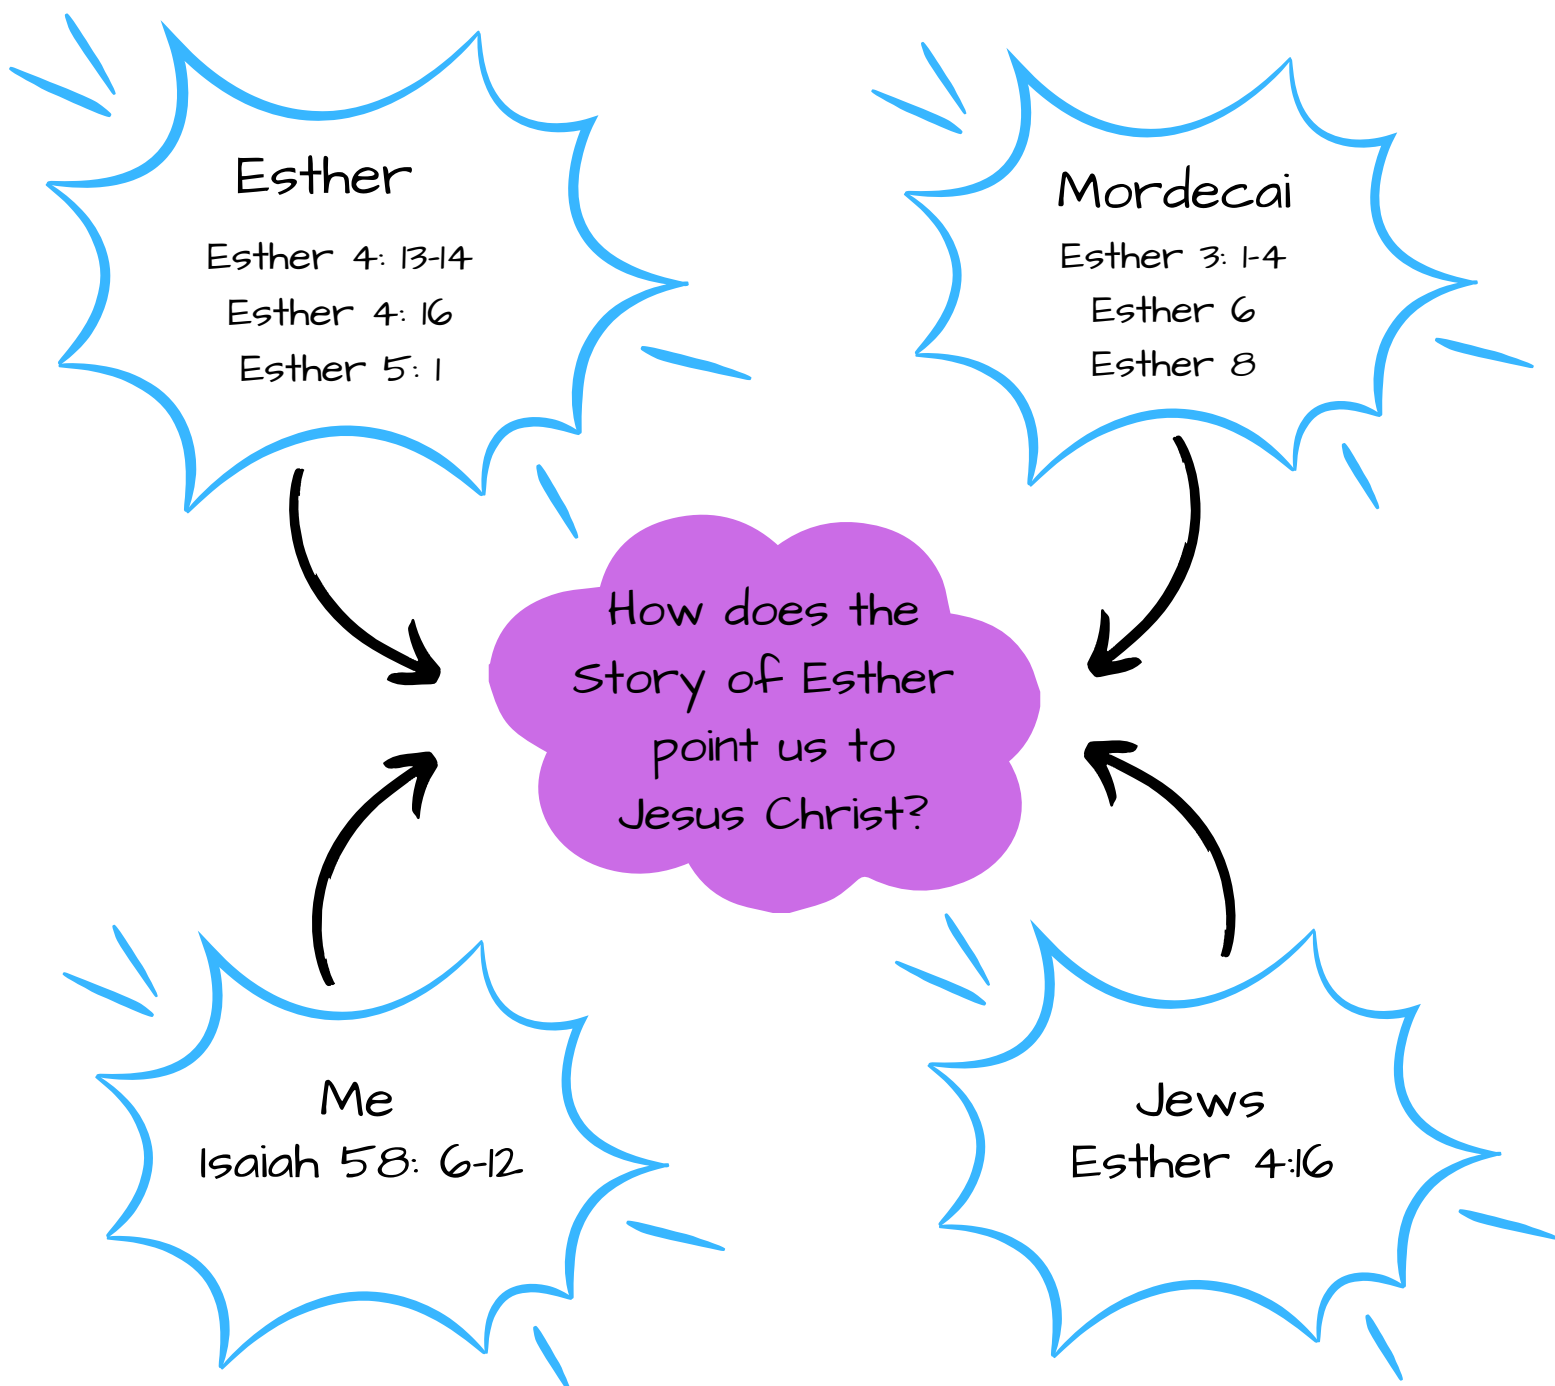 Esther
Esther 4: 13-14
Esther 4: 16
Esther 5: 1
Mordecai
Esther 3: 1-4
Esther 6
Esther 8
How does the
Story of Esther
point us to
Jesus Christ?
Me
Isaiah 58: 6-12
Jews
Esther 4:16